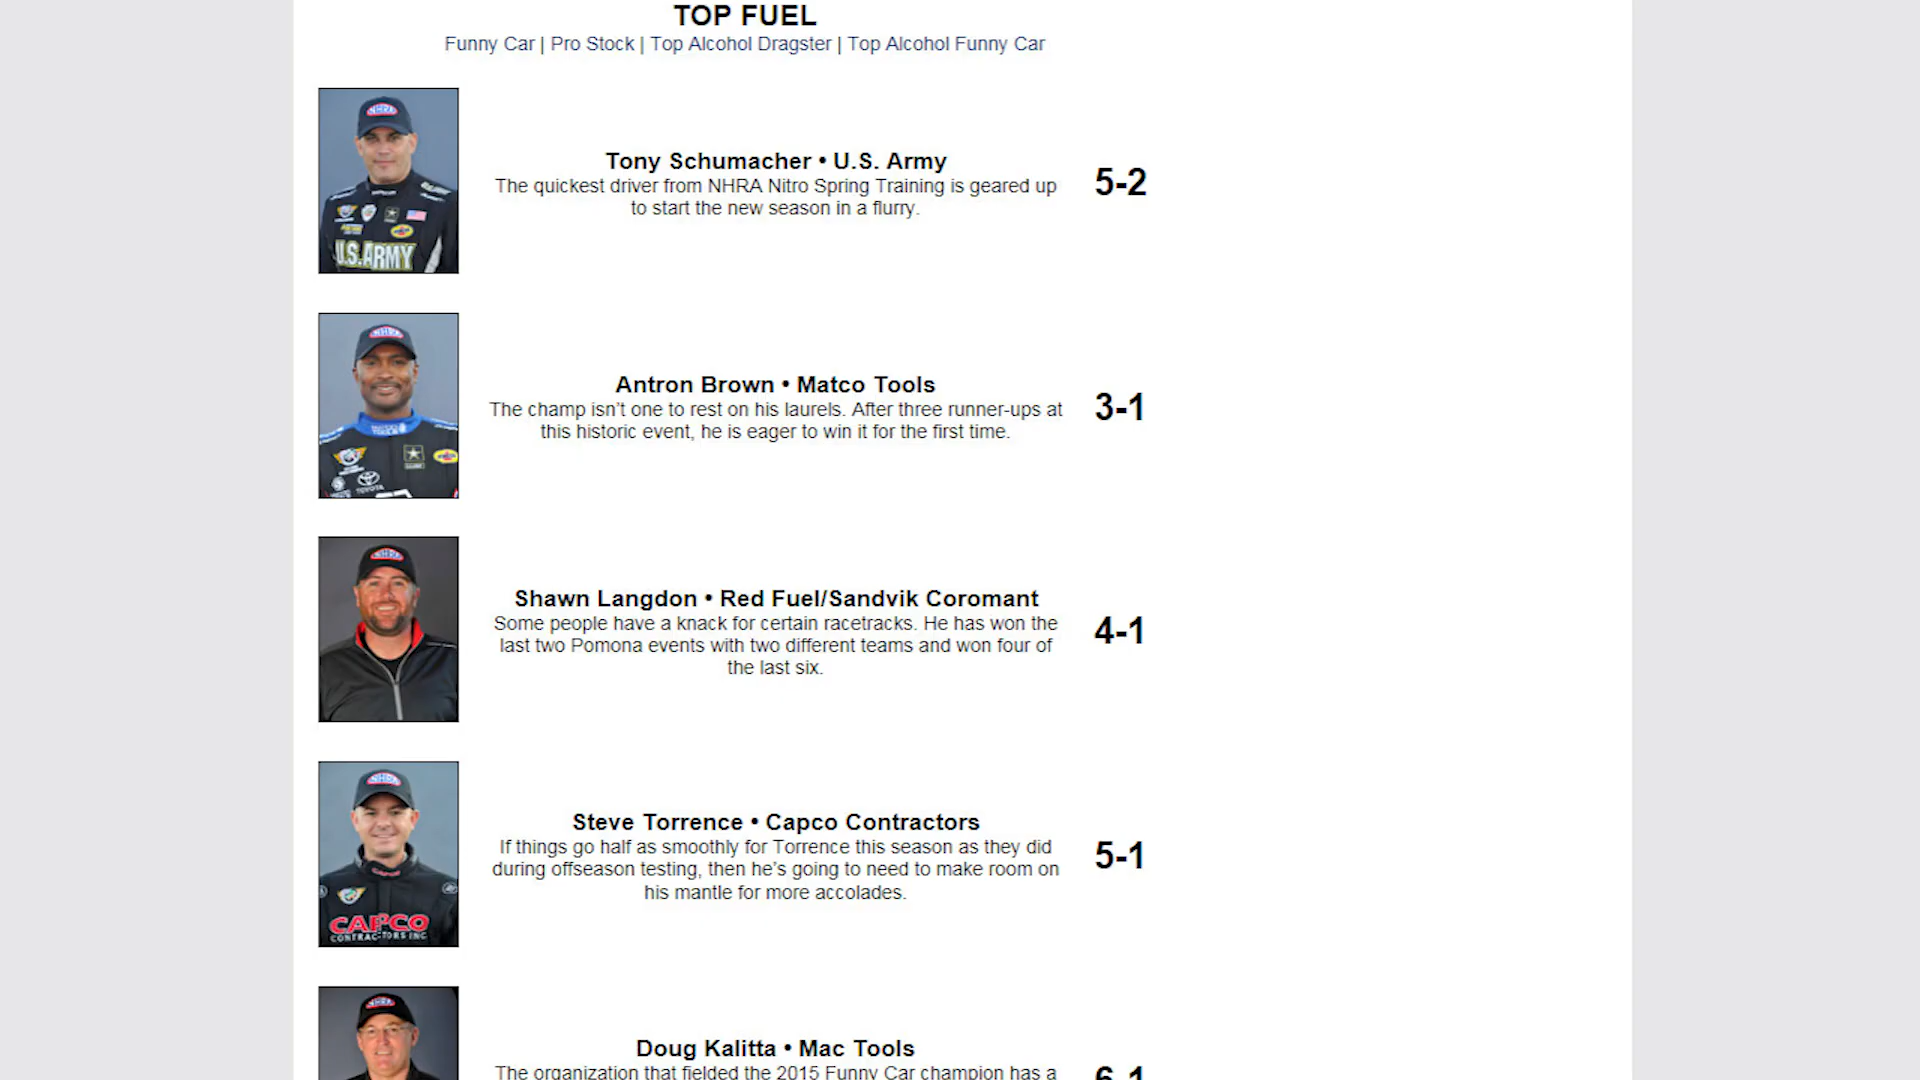 TOP FUEL
Funny Car | Pro Stock | Top Alcohol Dragster | Top Alcohol Funny Car
Tony Schumacher • U.S. Army
The quickest driver from NHRA Nitro Spring Training is geared up
to start the new season in a flurry.
5-2
U.S.ARMY
Antron Brown • Matco Tools
The champ isn't one to rest on his laurels. After three runner-ups at
this historic event, he is eager to win it for the first time.
3-1
TOYOTA
Shawn Langdon • Red Fuel/Sandvik Coromant
Some people have a knack for certain racetracks. He has won the
last two Pomona events with two different teams and won four of
the last six.
4-1
Steve Torrence • Capco Contractors
If things go half as smoothly for Torrence this season as they did
during offseason testing, then he's going to need to make room on
his mantle for more accolades.
5-1
CAPCO
CONTRACTORS INC
Doug Kalitta • Mac Tools
The organization that fielded the 2015 Funny Car champion has a
6-1